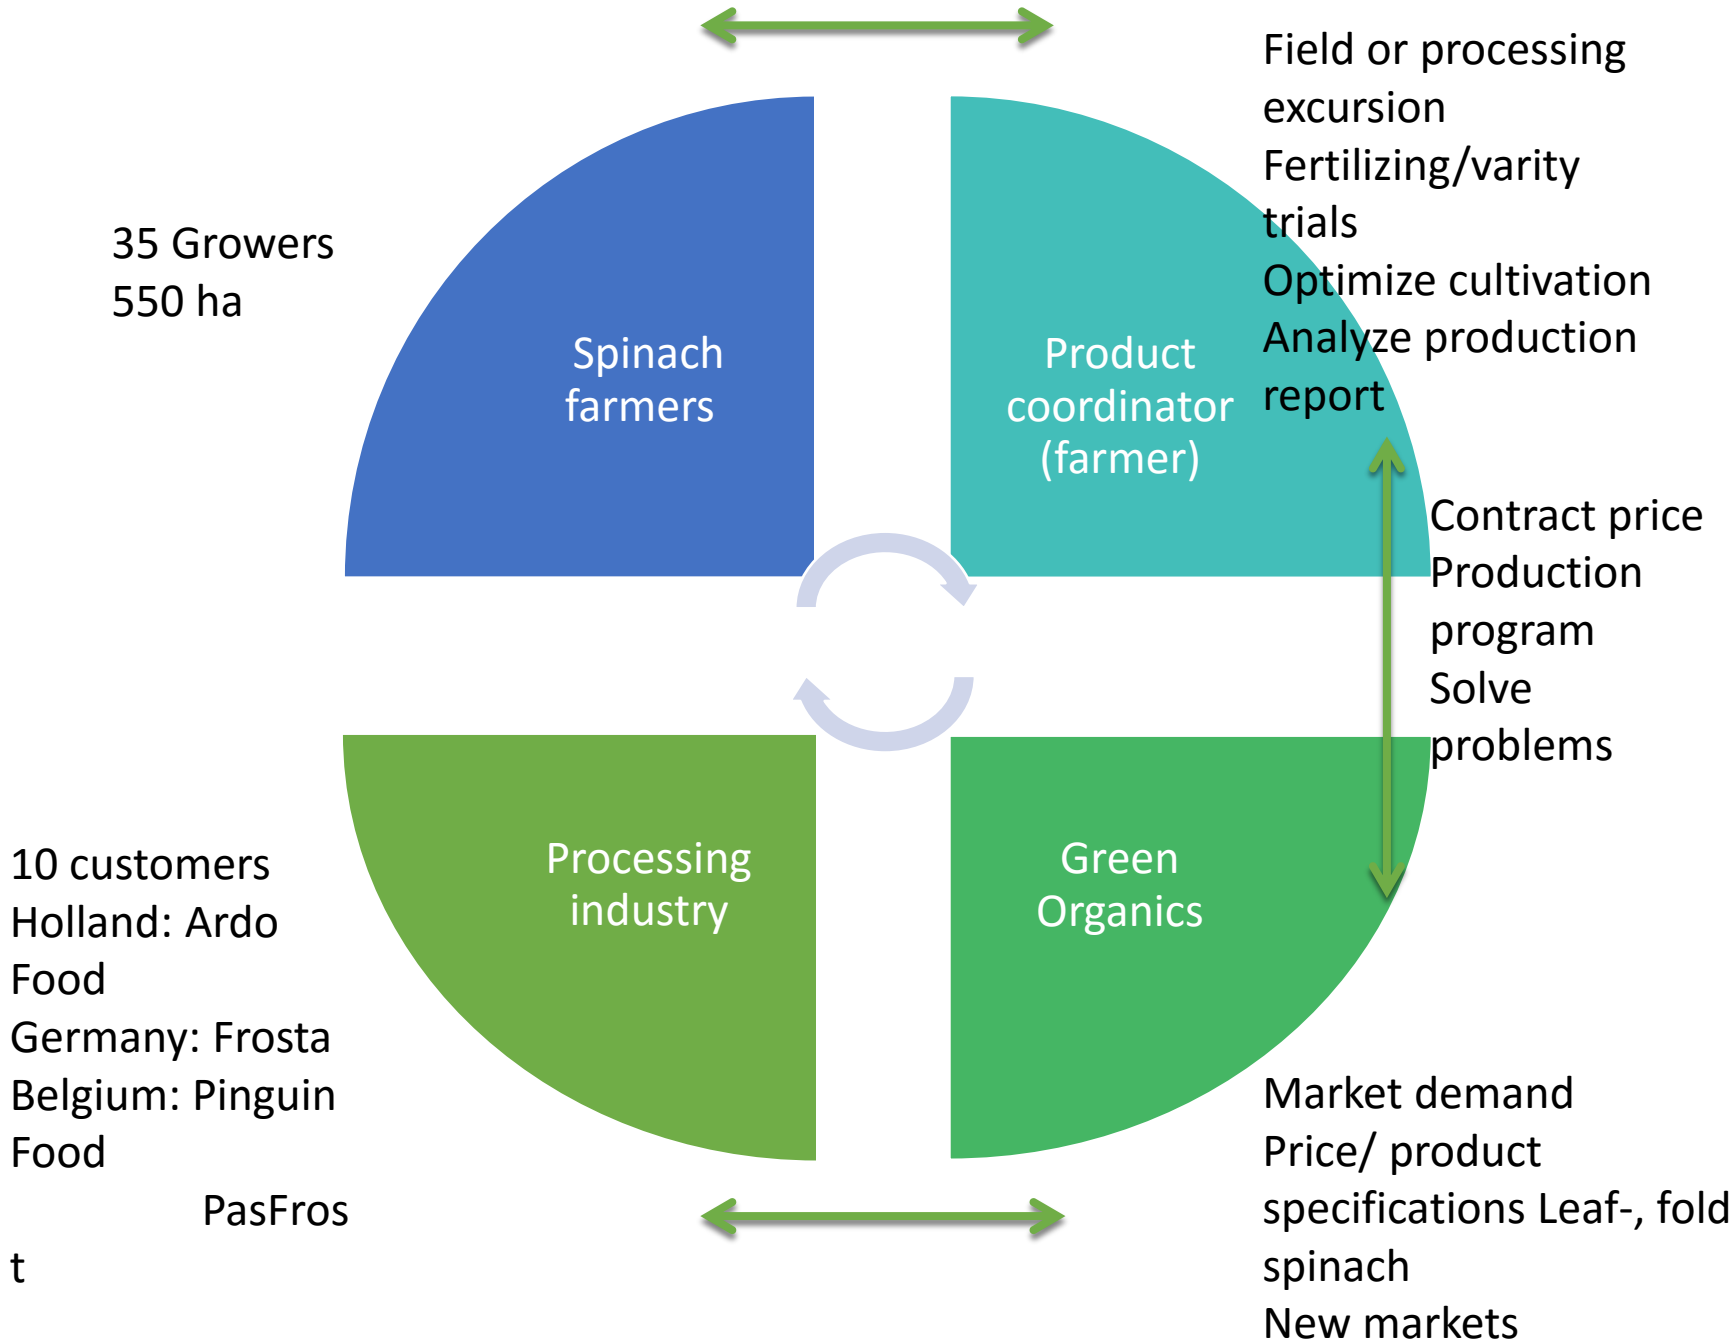 Field or processing
excursion
Fertilizing/varity
trials
Optimize cultivation
Analyze production
report
35 Growers
550 ha
Spinach
farmers
Product
coordinator
(farmer)
Contract price
Production
program
Solve
problems
Processing
industry
Green
Organics
10 customers
Holland: Ardo
Food
Germany: Frosta
Belgium: Pinguin
Food
PasFros
t
Market demand
Price/ product
specifications Leaf-, fold
spinach
New markets